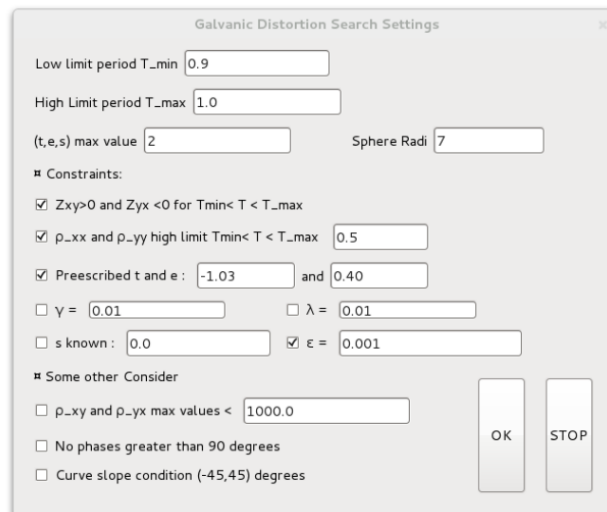 Galvanic Distortion Search Settings
Low limit period T_min 0.9
High Limit period T_max 1.0
(t,e,s) max value 2 Sphere Radi 7
¤ Constraints:
Zxy>0 and Zyx <0 for Tmin< T < T_max
ρ_xx and ρ_yy high limit Tmin< T < T_max 0.5
Preescribed t and e : -1.03 and 0.40
γ = 0.01 λ = 0.01
s known : 0.0 ε = 0.001
¤ Some other Consider
ρ_xy and ρ_yx max values < 1000.0
OK STOP
No phases greater than 90 degrees
Curve slope condition (-45,45) degrees